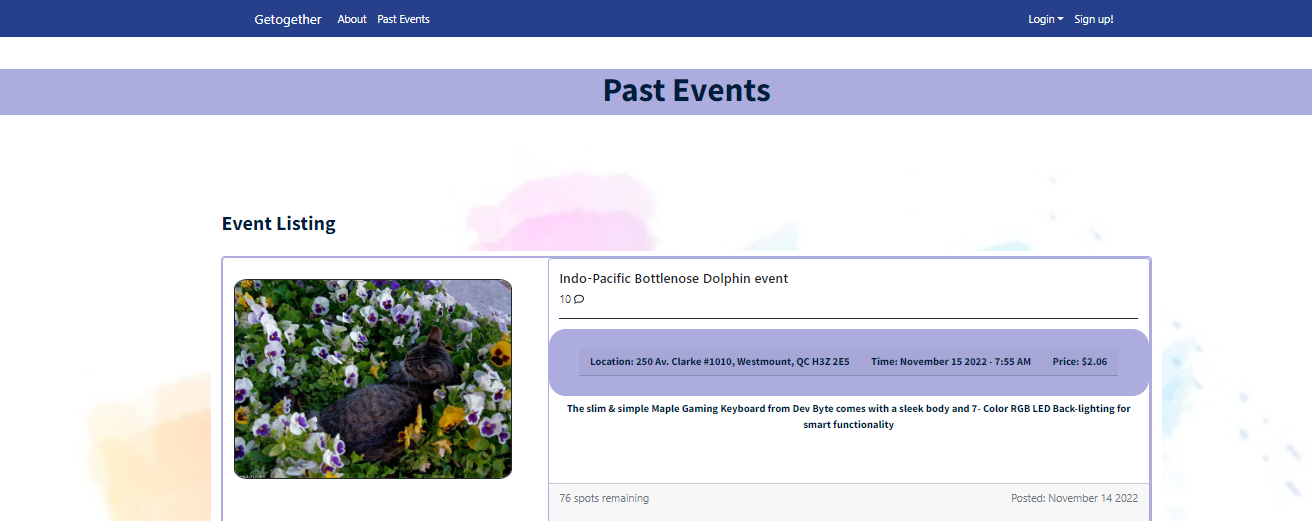 Getogether About Past Events Login Sign up!
Past Events
Event Listing
Indo-Pacific Bottlenose Dolphin event
10
Location: 250 Av. Clarke #1010, Westmount, QC H3Z 2E5 Time: November 15 2022 - 7:55 AM Price: $2.06
The slim & simple Maple Gaming Keyboard from Dev Byte comes with a sleek body and 7- Color RGB LED Back-lighting for
smart functionality
76 spots remaining Posted: November 14 2022